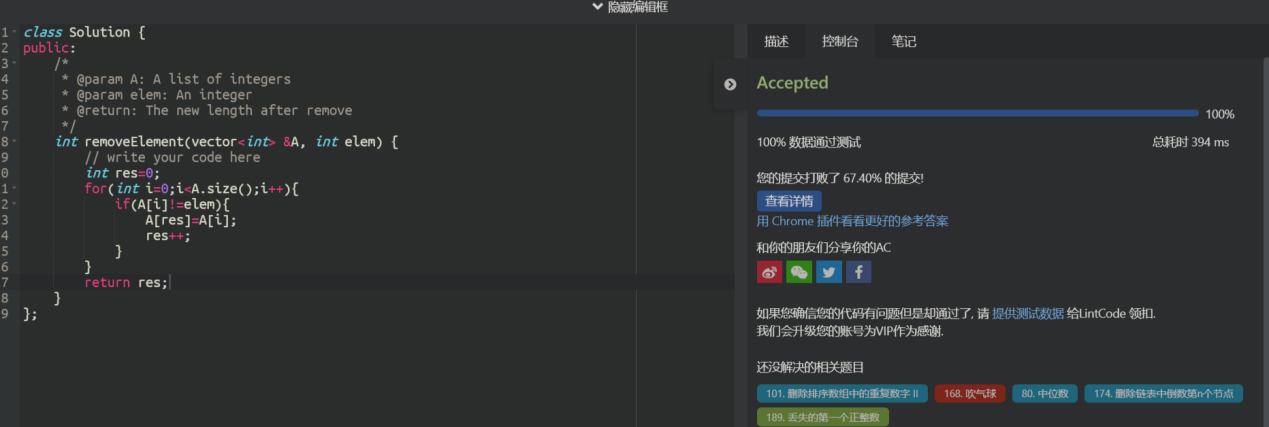 隐藏编辑框
1 class Solution {
2 public:
3     /*
4      * @param A: A list of integers
5      * @param elem: An integer
6      * @return: The new length after remove
7      */
8     int removeElement(vector<int> &A, int elem) {
9         // write your code here
0         int res=0;
1         for(int i=0;i<A.size();i++){
2             if(A[i]!=elem){
3                 A[res]=A[i];
4                 res++;
5             }
6         }
7         return res;
8     }
9 };
描述 控制台 笔记
Accepted
100%
100% 数据通过测试 总耗时 394 ms
您的提交打败了 67.40% 的提交!
查看详情
用 Chrome 插件看看更好的参考答案
和你的朋友们分享你的AC
如果您确信您的代码有问题但是却通过了, 请 提供测试数据 给LintCode 领扣.
我们会升级您的账号为VIP作为感谢.
还没解决的相关题目
101. 删除排序数组中的重复数字 II 168. 吹气球 80. 中位数 174. 删除链表中倒数第n个节点
189. 丢失的第一个正整数